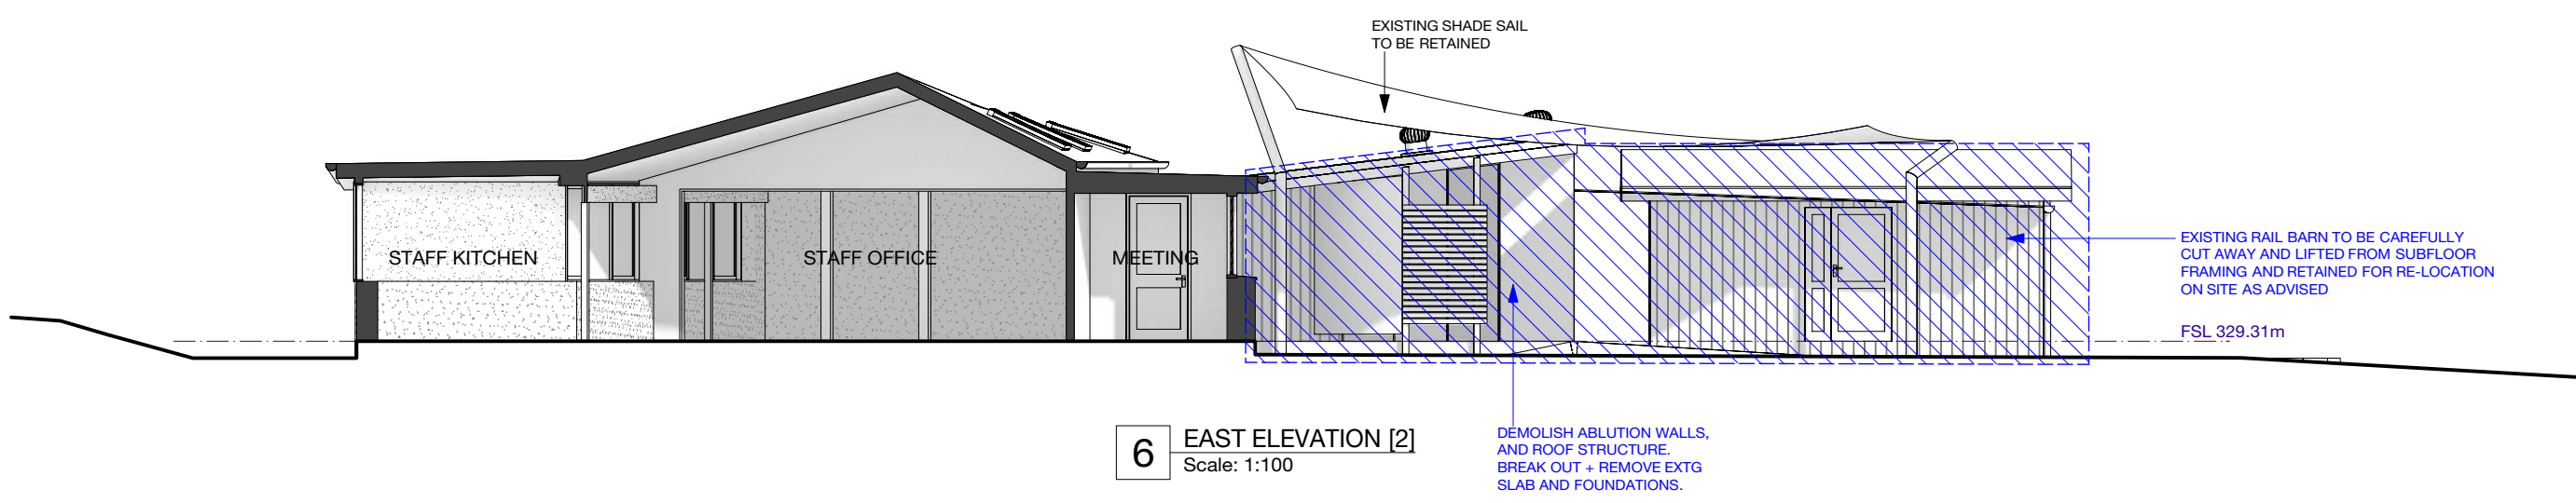 EXISTING SHADE SAIL
TO BE RETAINED
STAFF KITCHEN
STAFF OFFICE
MEETING
EXISTING RAIL BARN TO BE CAREFULLY
CUT AWAY AND LIFTED FROM SUBFLOOR
FRAMING AND RETAINED FOR RE-LOCATION
ON SITE AS ADVISED
FSL 329.31m
6
EAST ELEVATION [2]
Scale: 1:100
DEMOLISH ABLUTION WALLS,
AND ROOF STRUCTURE.
BREAK OUT + REMOVE EXTG
SLAB AND FOUNDATIONS.